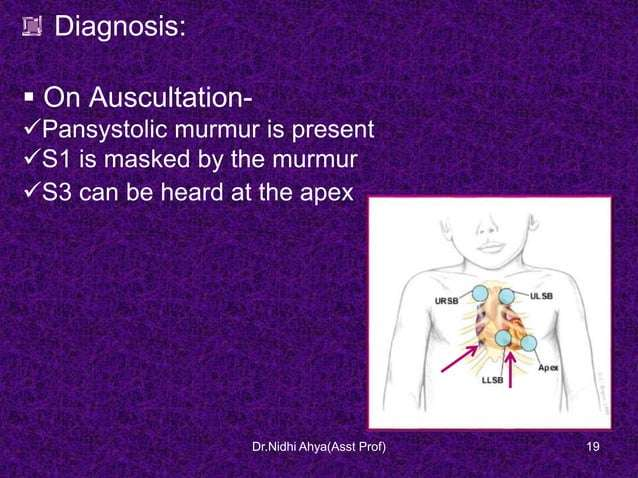 Diagnosis:
▪ On Auscultation-
✓Pansystolic murmur is present
✓S1 is masked by the murmur
✓S3 can be heard at the apex
URSB
ULSB
Apex
LLSB
Dr.Nidhi Ahya(Asst Prof)
19